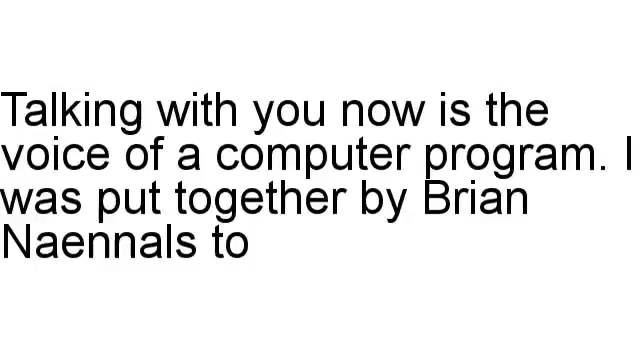 Talking with you now is the
voice of a computer program. I
was put together by Brian
Naennals to